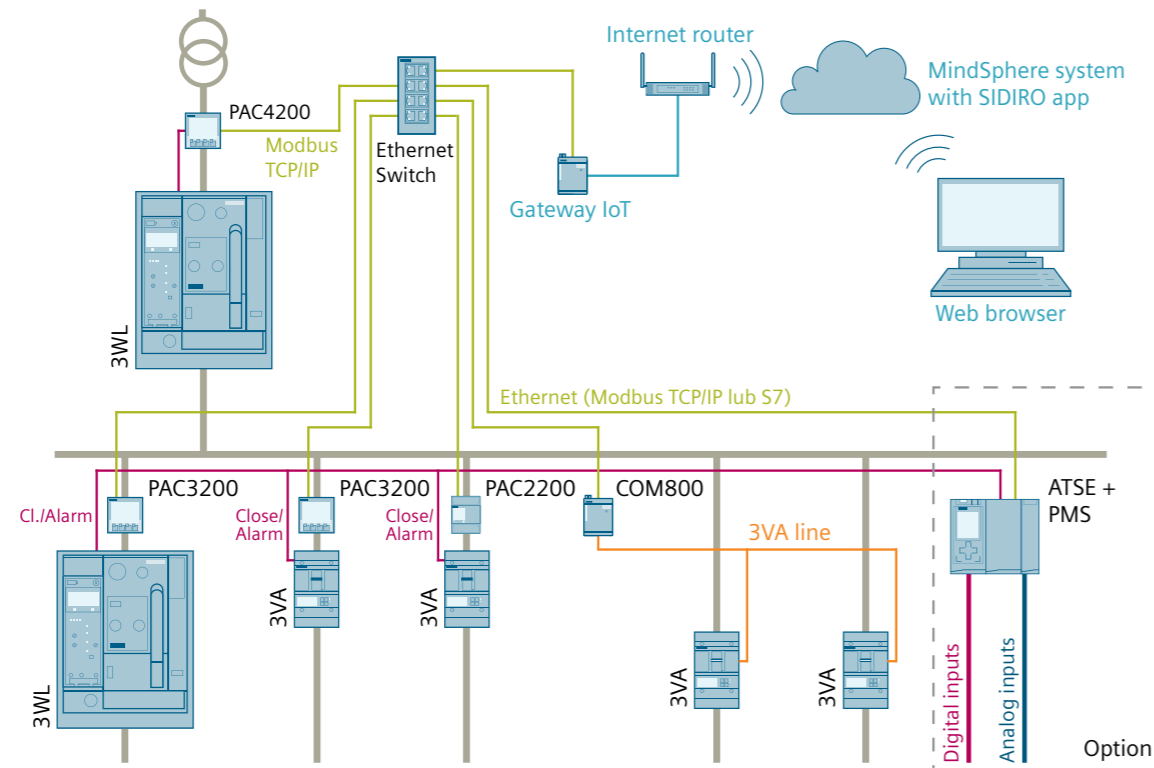 Internet router
MindSphere system
with SIDIRO app
PAC4200
Modbus
TCP/IP
Ethernet
Switch
Gateway IoT
Web browser
3WL
Ethernet (Modbus TCP/IP lub S7)
PAC3200
PAC3200
PAC2200
COM800
ATSE +
PMS
Cl./Alarm
Close/
Alarm
Close/
Alarm
3VA line
3WL
3VA
3VA
3VA
3VA
Digital inputs
Analog inputs
Option